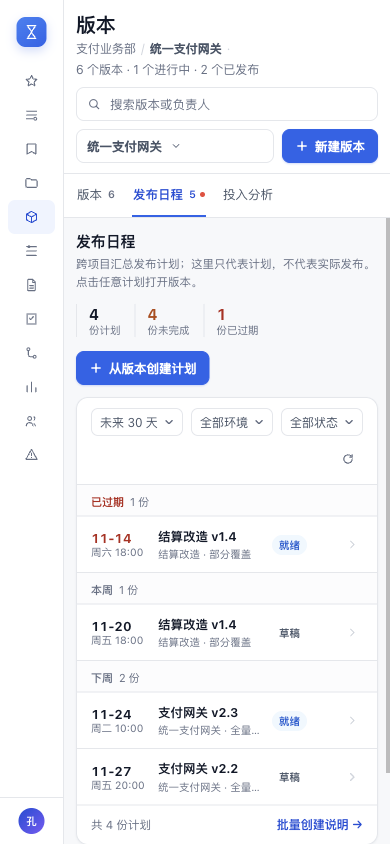 版本
支付业务部 / 统一支付网关 ·
6 个版本 · 1 个进行中 · 2 个已发布
搜索版本或负责人
统一支付网关
+ 新建版本
版本 6 发布日程 5 投入分析
发布日程
跨项目汇总发布计划；这里只代表计划，不代表实际发布。
点击任意计划打开版本。
4 4 1
份计划 份未完成 份已过期
+ 从版本创建计划
未来 30 天 全部环境 全部状态
已过期 1 份
11-14 结算改造 v1.4 就绪
周六 18:00 结算改造 · 部分覆盖
本周 1 份
11-20 结算改造 v1.4 草稿
周五 18:00 结算改造 · 部分覆盖
下周 2 份
11-24 支付网关 v2.3 就绪
周二 10:00 统一支付网关 · 全量...
11-27 支付网关 v2.2 草稿
周五 20:00 统一支付网关 · 全量...
共 4 份计划 批量创建说明 →
孔